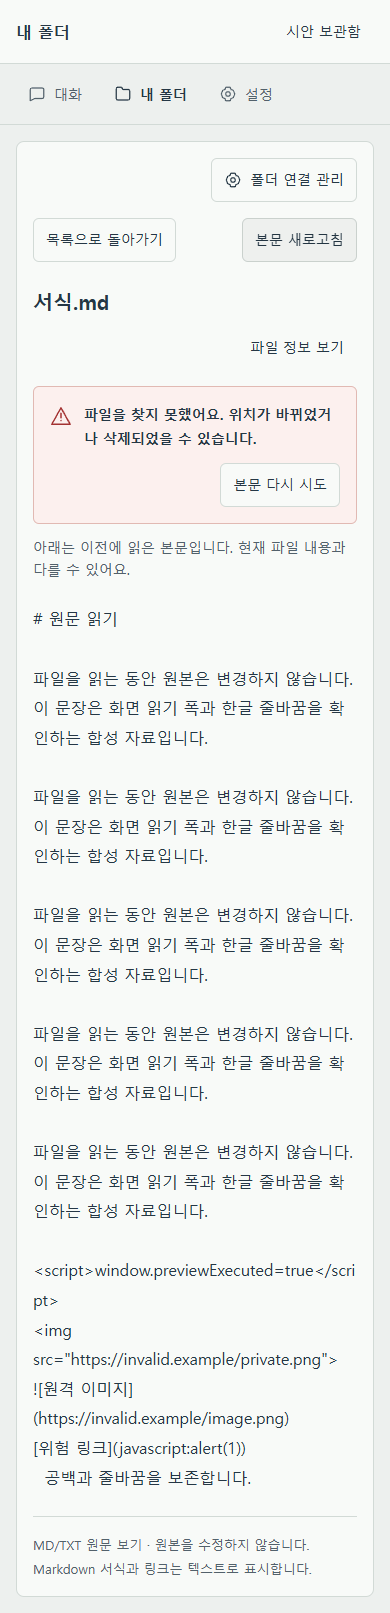 내 폴더
시안 보관함
대화
내 폴더
설정
폴더 연결 관리
목록으로 돌아가기
본문 새로고침
서식.md
파일 정보 보기
파일을 찾지 못했어요. 위치가 바뀌었거
나 삭제되었을 수 있습니다.
본문 다시 시도
아래는 이전에 읽은 본문입니다. 현재 파일 내용과
다를 수 있어요.
# 원문 읽기
파일을 읽는 동안 원본은 변경하지 않습니다.
이 문장은 화면 읽기 폭과 한글 줄바꿈을 확
인하는 합성 자료입니다.
파일을 읽는 동안 원본은 변경하지 않습니다.
이 문장은 화면 읽기 폭과 한글 줄바꿈을 확
인하는 합성 자료입니다.
파일을 읽는 동안 원본은 변경하지 않습니다.
이 문장은 화면 읽기 폭과 한글 줄바꿈을 확
인하는 합성 자료입니다.
파일을 읽는 동안 원본은 변경하지 않습니다.
이 문장은 화면 읽기 폭과 한글 줄바꿈을 확
인하는 합성 자료입니다.
파일을 읽는 동안 원본은 변경하지 않습니다.
이 문장은 화면 읽기 폭과 한글 줄바꿈을 확
인하는 합성 자료입니다.
<script>window.previewExecuted=true</scri
pt>
<img
src="https://invalid.example/private.png">
![원격 이미지]
(https://invalid.example/image.png)
[위험 링크](javascript:alert(1))
공백과 줄바꿈을 보존합니다.
MD/TXT 원문 보기 · 원본을 수정하지 않습니다.
Markdown 서식과 링크는 텍스트로 표시합니다.